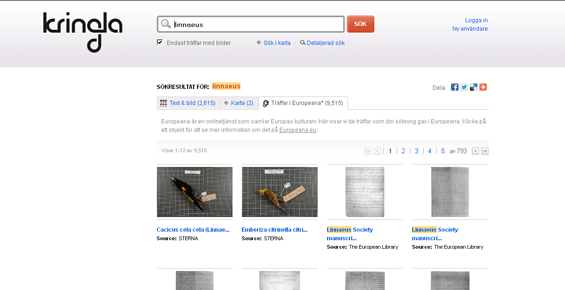 kringla
linnaeus
SÖK
Logga in
Ny användare
Endast träffar med bilder
Sök i karta · Detaljerad sök
SÖKRESULTAT FÖR: linnaeus
Dela:
Text & bild (2,615)
Karta (2)
Träffar i Europeana* (9,515)
Europeana är en onlinetjänst som samlar Europas kulturarv. Här visar vi de träffar som din sökning gav i Europeana. Klicka på
ett objekt för att se mer information om det på Europeana.eu.
Visar 1-12 av 9,515
1 | 2 | 3 | 4 | 5 av 793
Cacicus cela cela (Linnae...
Source: STERNA
Emberiza citrinella citri...
Source: STERNA
Linnaeus Society
manuscri...
Source: The European Library
Linnaeus Society
manuscri...
Source: The European Library